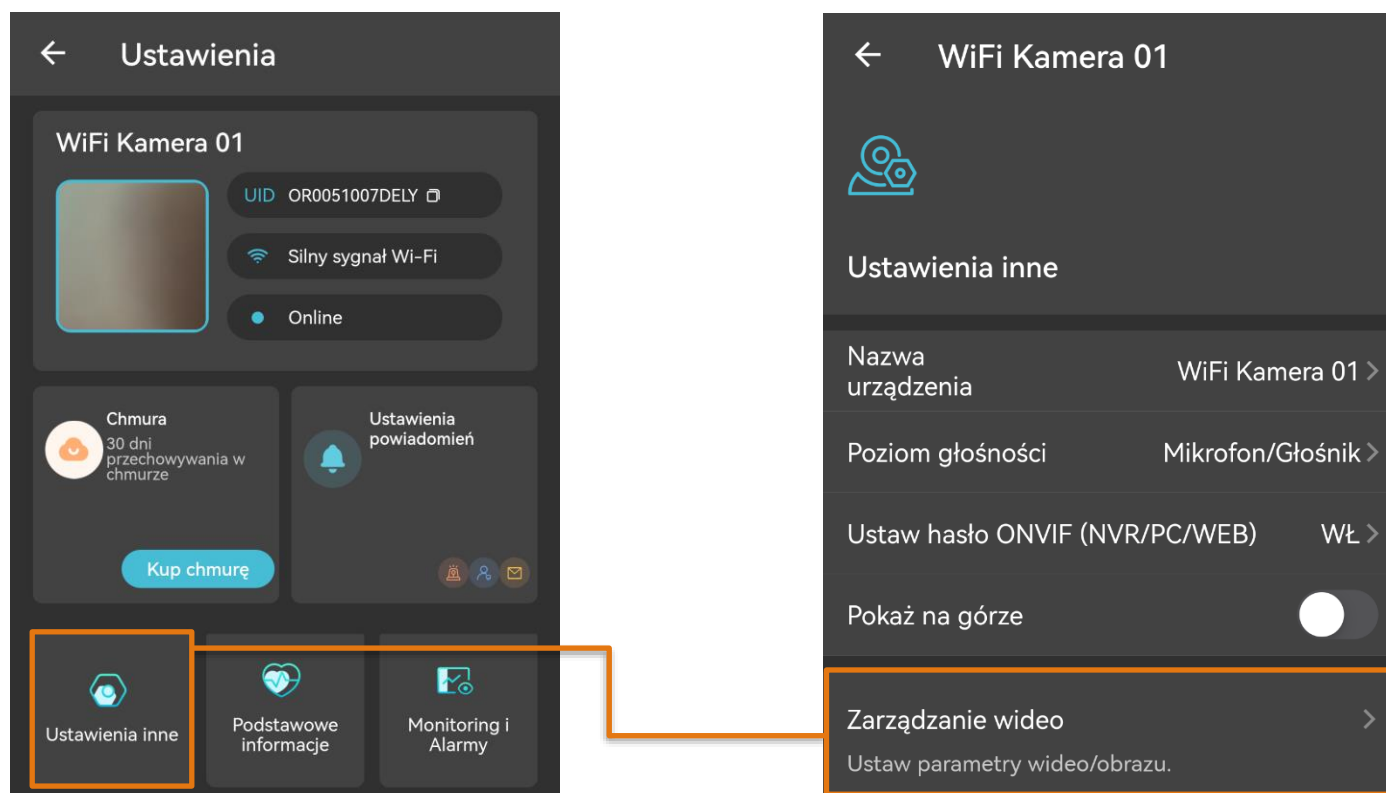 Ustawienia
WiFi Kamera 01
UID OR0051007DELY
Silny sygnał Wi-Fi
Online
Chmura
30 dni
przechowywania w
chmurze
Kup chmurę
Ustawienia
powiadomień
Ustawienia inne
Podstawowe
informacje
Monitoring i
Alarmy
WiFi Kamera 01
Ustawienia inne
Nazwa
urządzenia
WiFi Kamera 01
Poziom głośności
Mikrofon/Głośnik
Ustaw hasło ONVIF (NVR/PC/WEB)
WŁ
Pokaż na górze
Zarządzanie wideo
Ustaw parametry wideo/obrazu.